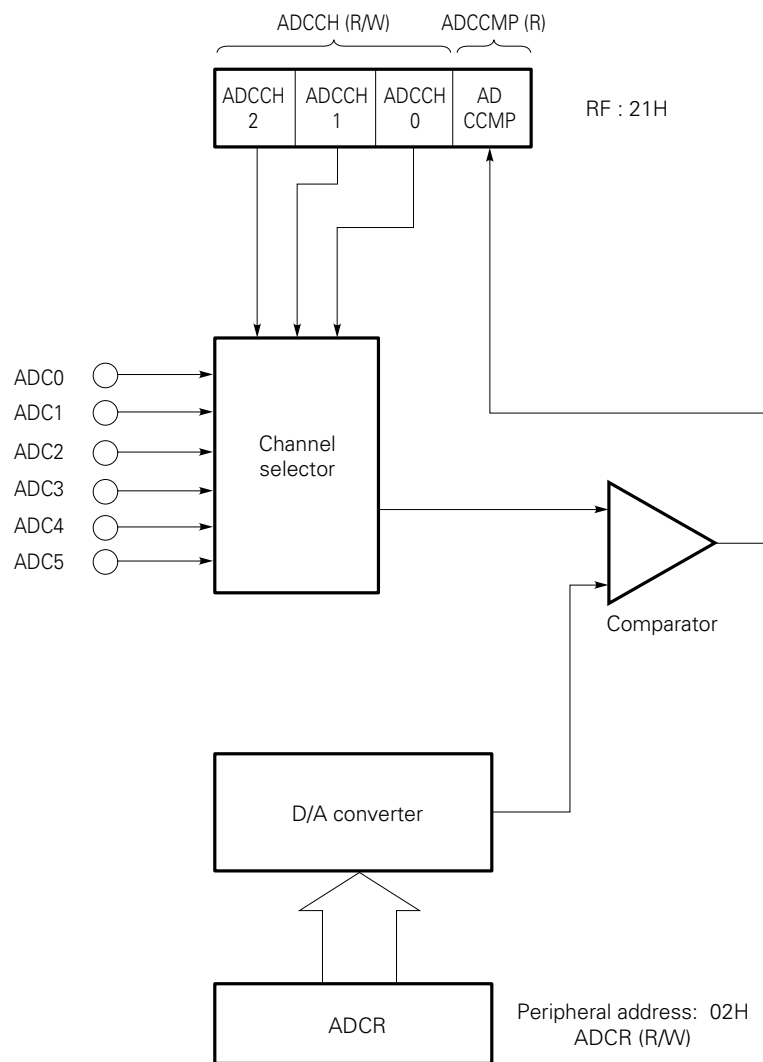 ADCCH (R/W) ADCCMP (R)
ADCCH 2 ADCCH 1 ADCCH 0 AD CCMP
RF : 21H
ADC0
ADC1
ADC2
ADC3
ADC4
ADC5
Channel
selector
Comparator
D/A converter
ADCR
Peripheral address: 02H
ADCR (R/W)